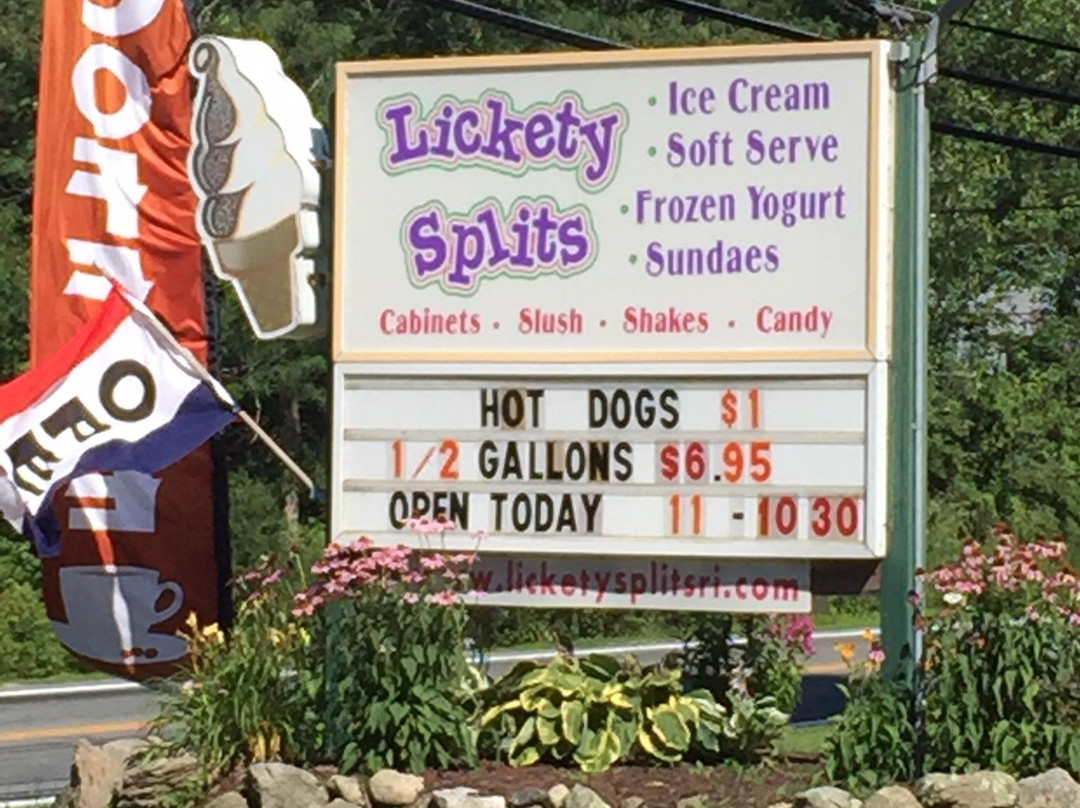 Lickety
Splits
• Ice Cream
• Soft Serve
• Frozen Yogurt
• Sundaes
Cabinets • Slush • Shakes • Candy
HOT DOGS $1
1/2 GALLONS $6.95
OPEN TODAY 11 - 10 30
w.licketysplitsri.com
OPEN